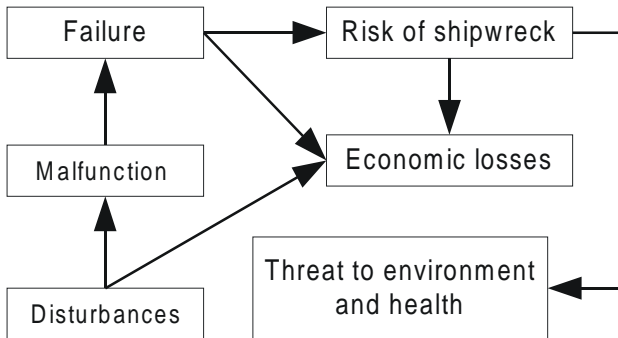 Failure
Risk of shipwreck
Malfunction
Economic losses
Disturbances
Threat to environment
and health